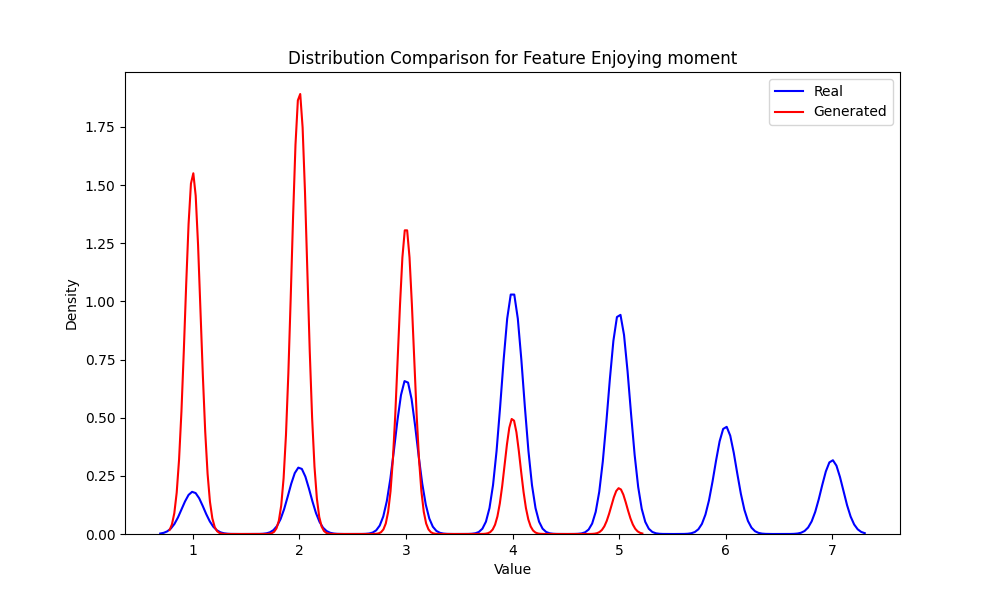 Distribution Comparison for Feature Enjoying moment
Real
Generated
1.75
1.50
1.25
1.00
0.75
0.50
0.25
0.00
Density
1 2 3 4 5 6 7
Value